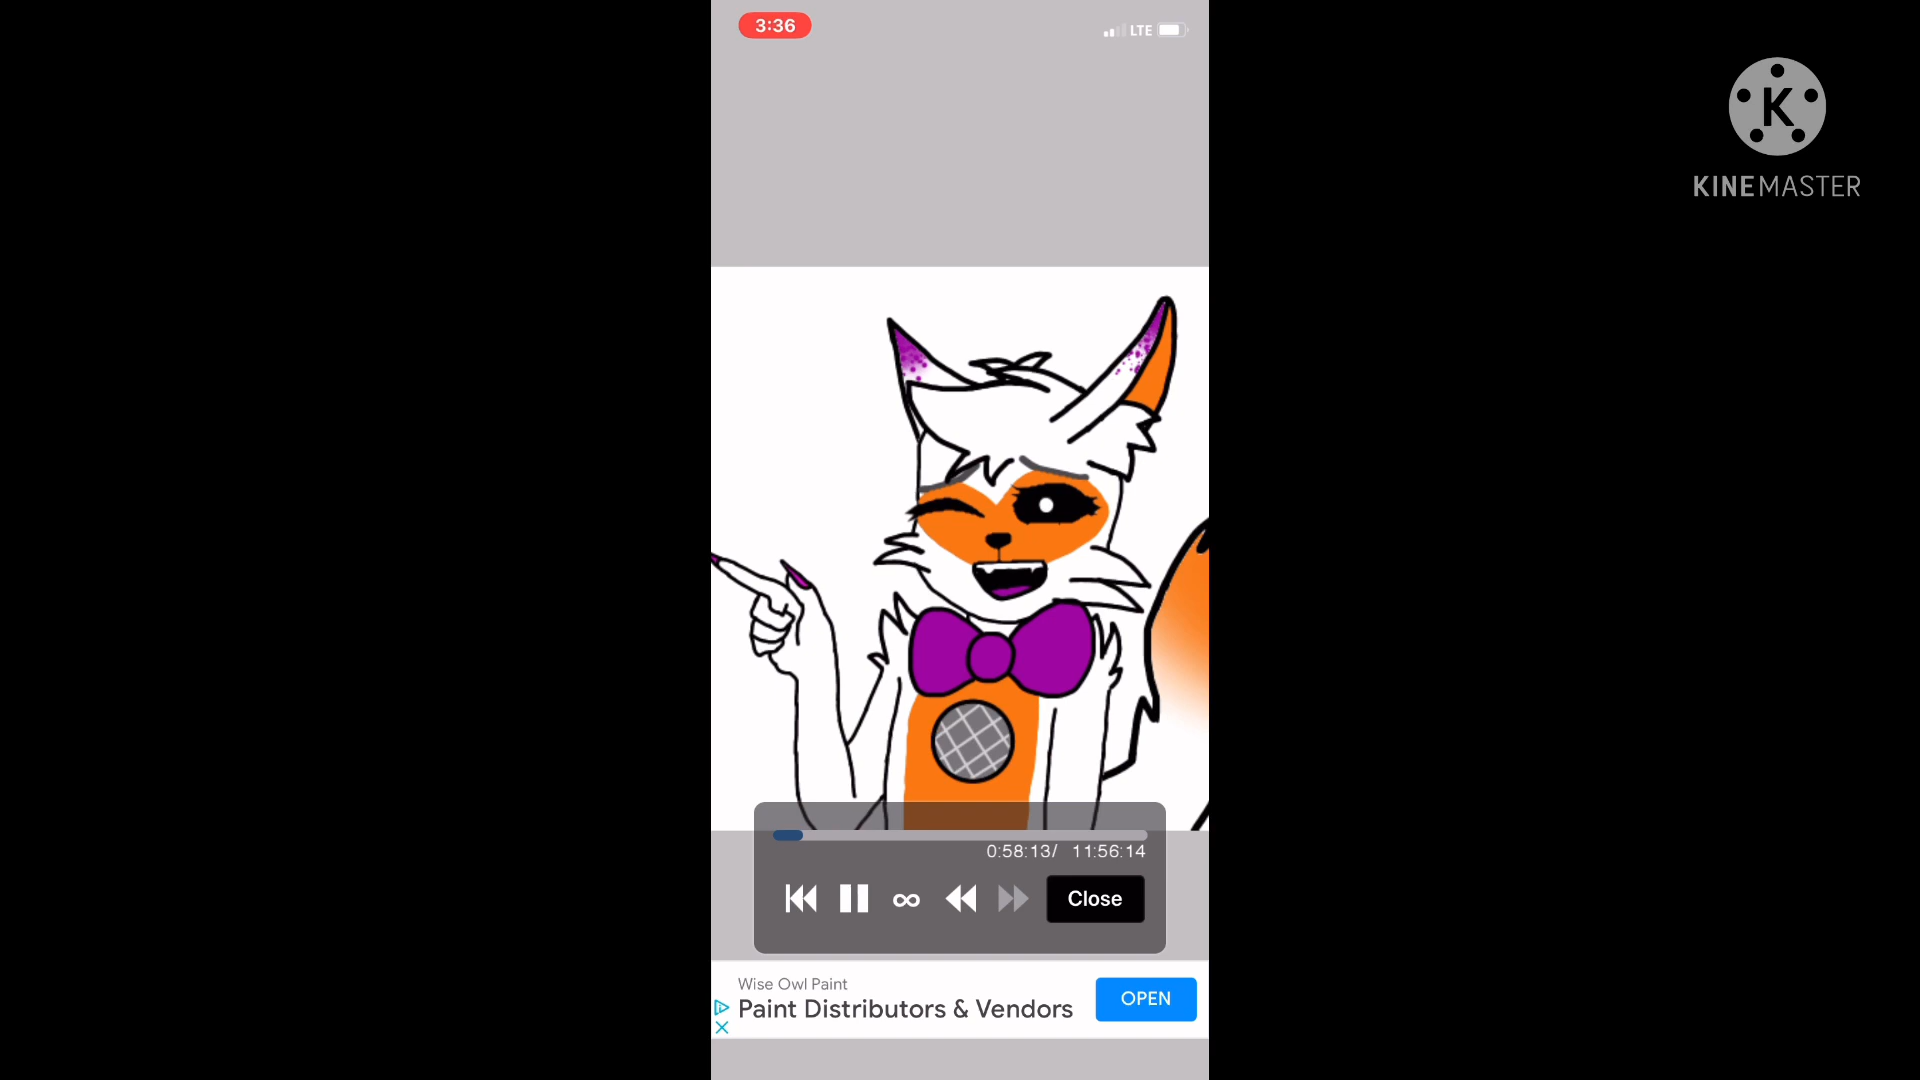 3:36
LTE
K
KINEMASTER
0:58:13/ 11:56:14
Close
Wise Owl Paint
Paint Distributors & Vendors
OPEN